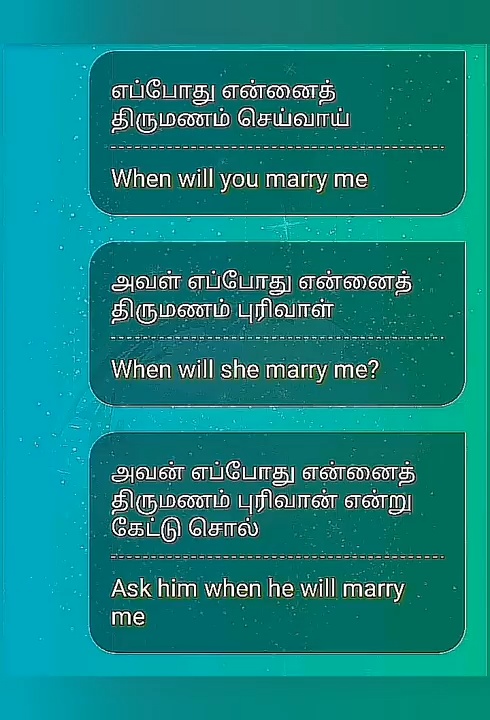 எப்போது என்னைத்
திருமணம் செய்வாய்
When will you marry me
அவள் எப்போது என்னைத்
திருமணம் புரிவாள்
When will she marry me?
அவன் எப்போது என்னைத்
திருமணம் புரிவான் என்று
கேட்டு சொல்
Ask him when he will marry
me